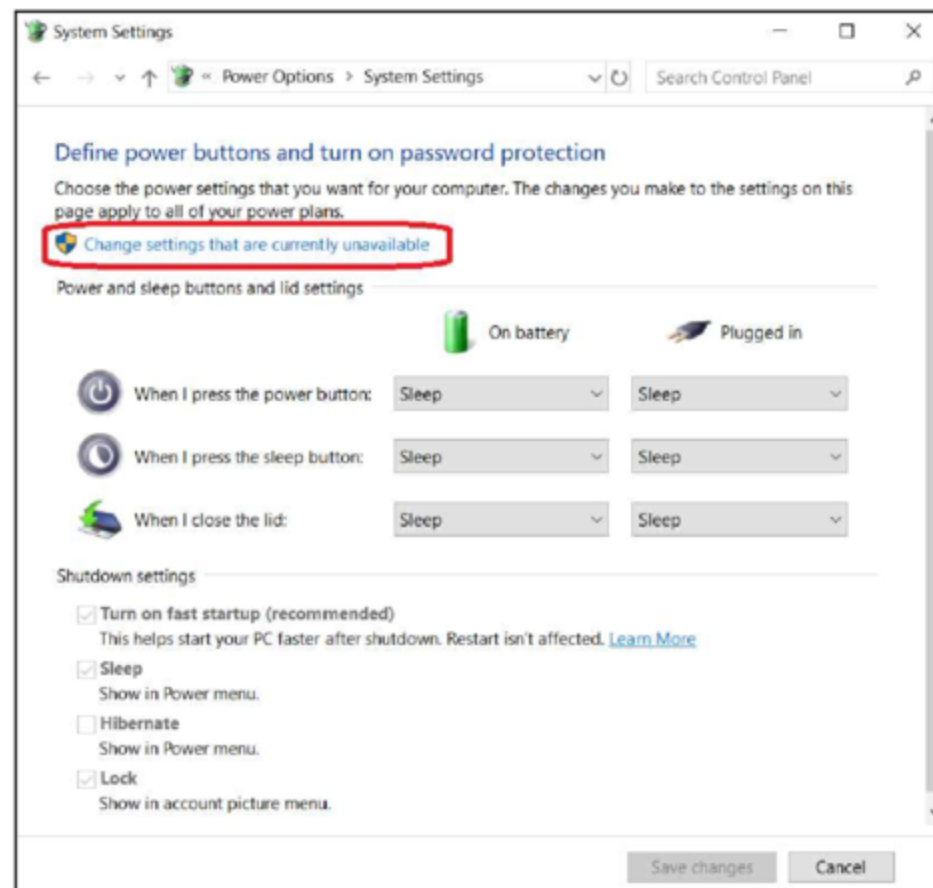 System Settings
« Power Options > System Settings
Search Control Panel
Define power buttons and turn on password protection
Choose the power settings that you want for your computer. The changes you make to the settings on this
page apply to all of your power plans.
Change settings that are currently unavailable
Power and sleep buttons and lid settings
On battery Plugged in
When I press the power button: Sleep Sleep
When I press the sleep button: Sleep Sleep
When I close the lid: Sleep Sleep
Shutdown settings
Turn on fast startup (recommended)
This helps start your PC faster after shutdown. Restart isn't affected. Learn More
Sleep
Show in Power menu.
Hibernate
Show in Power menu.
Lock
Show in account picture menu.
Save changes Cancel